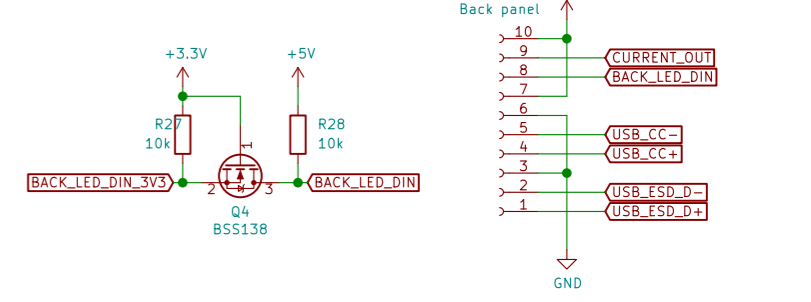 Back panel
10
9 CURRENT_OUT
8 BACK_LED_DIN
7
6
5 USB_CC-
4 USB_CC+
3
2 USB_ESD_D-
1 USB_ESD_D+
GND
+3.3V +5V
R27 R28
10k 10k
1
BACK_LED_DIN_3V3 2 3 BACK_LED_DIN
Q4
BSS138